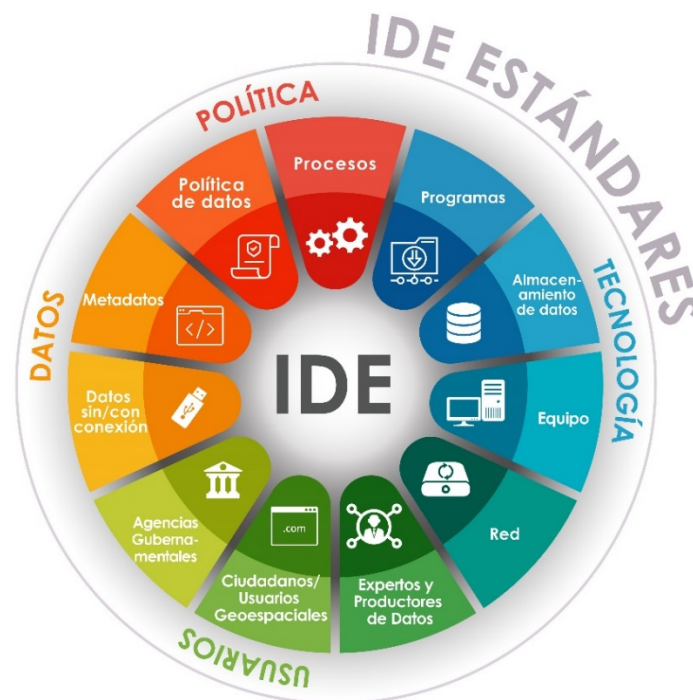 IDE ESTÁNDARES
POLÍTICA
Procesos
Política
de datos
Programas
Metadatos
Almacen-
amiento
de datos
TECNOLOGÍA
DATOS
</>
IDE
Datos
sin/con
conexión
Equipo
.com
Agencias
Guberna-
mentales
Red
Ciudadanos/
Usuarios
Geoespaciales
Expertos y
Productores
de Datos
USUARIOS